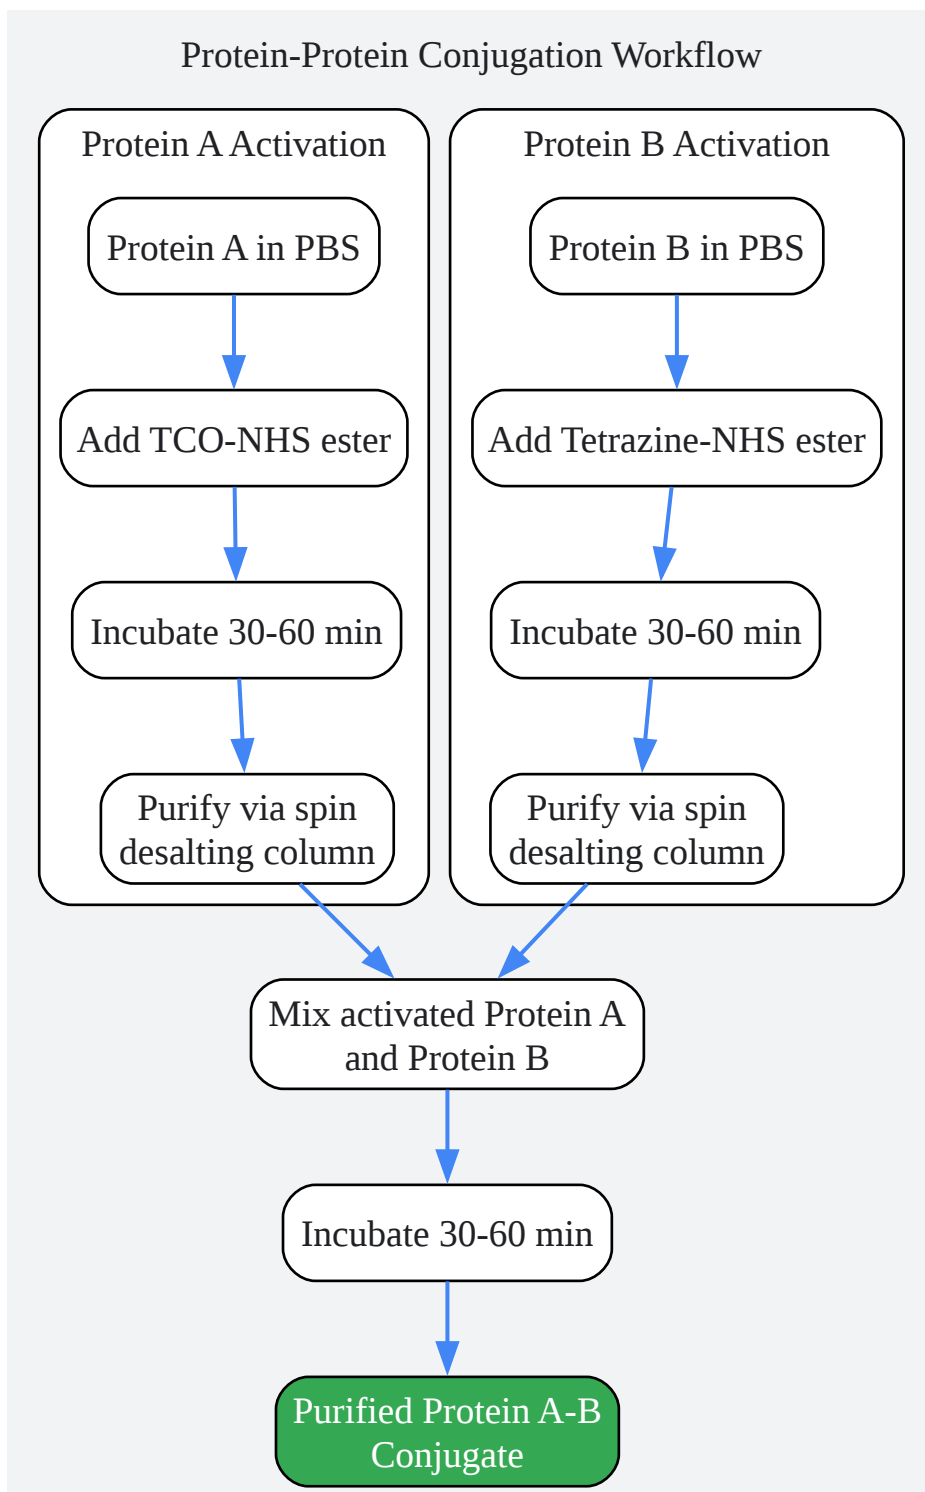 Protein-Protein Conjugation Workflow
Protein A Activation
Protein A in PBS
Add TCO-NHS ester
Incubate 30-60 min
Purify via spin
desalting column
Protein B Activation
Protein B in PBS
Add Tetrazine-NHS ester
Incubate 30-60 min
Purify via spin
desalting column
Mix activated Protein A
and Protein B
Incubate 30-60 min
Purified Protein A-B
Conjugate